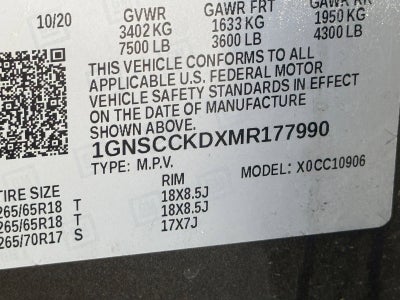 10/20 GVWR GAWR FRT GAWR RR
3402 KG 1633 KG 1950 KG
7500 LB 3600 LB 4300 LB
THIS VEHICLE CONFORMS TO ALL
APPLICABLE U.S. FEDERAL MOTOR
VEHICLE SAFETY STANDARDS IN EFFECT
ON THE DATE OF MANUFACTURE
SHOWN ABOVE.
1GNSCCKDXMR177990
TYPE: M.P.V. MODEL: X0CC10906
TIRE SIZE RIM
265/65R18 T 18X8.5J
265/65R18 T 18X8.5J
265/70R17 S 17X7J